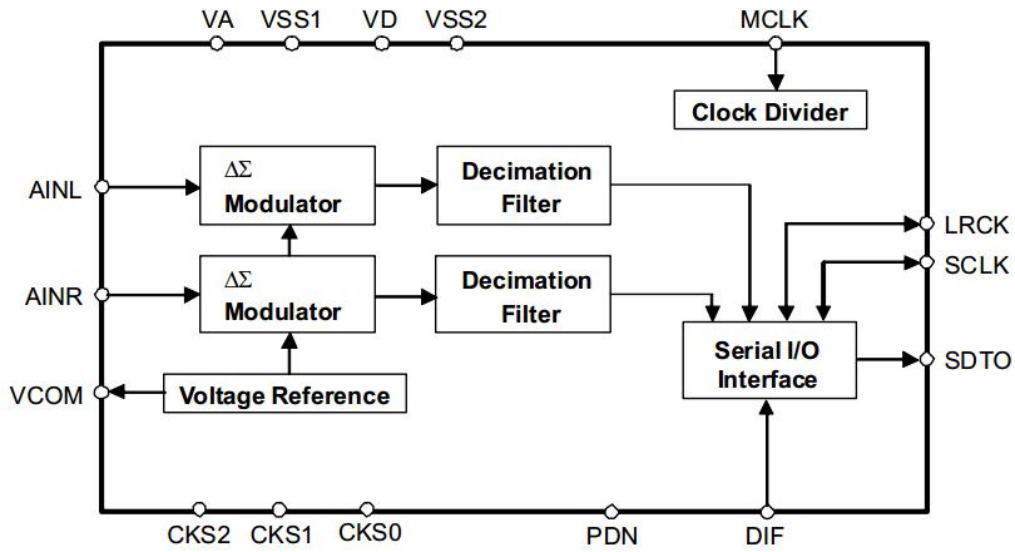 VA VSS1 VD VSS2 MCLK
Clock Divider
AINL
ΔΣ
Modulator
Decimation
Filter
LRCK
SCLK
AINR
ΔΣ
Modulator
Decimation
Filter
Serial I/O
Interface
SDTO
VCOM
Voltage Reference
CKS2 CKS1 CKS0 PDN DIF